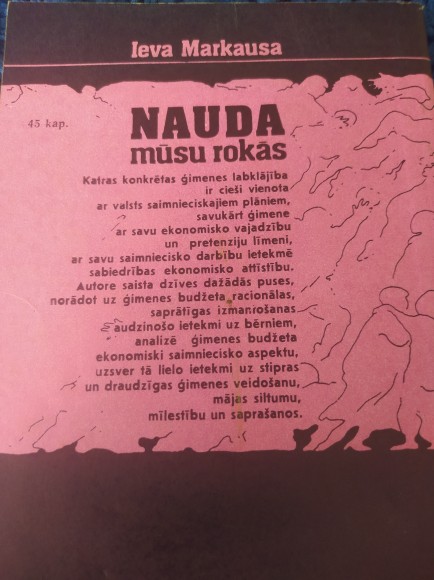 Ieva Markausa
45 kap.
NAUDA
mūsu rokās
Katras konkrētas ģimenes labklājība
ir cieši vienota
ar valsts saimnieciskajiem plāniem,
savukārt ģimene
ar savu ekonomisko vajadzību
un pretenziju līmeni,
ar savu saimniecisko darbību ietekmē
sabiedrības ekonomisko attīstību.
Autore saista dzīves dažādās puses,
norādot uz ģimenes budžeta racionālas,
saprātīgas izmantošanas
audzinošo ietekmi uz bērniem,
analizē ģimenes budžeta
ekonomiski saimniecisko aspektu,
uzsver tā lielo ietekmi uz stipras
un draudzīgas ģimenes veidošanu,
mājas siltumu,
mīlestību un saprašanos.